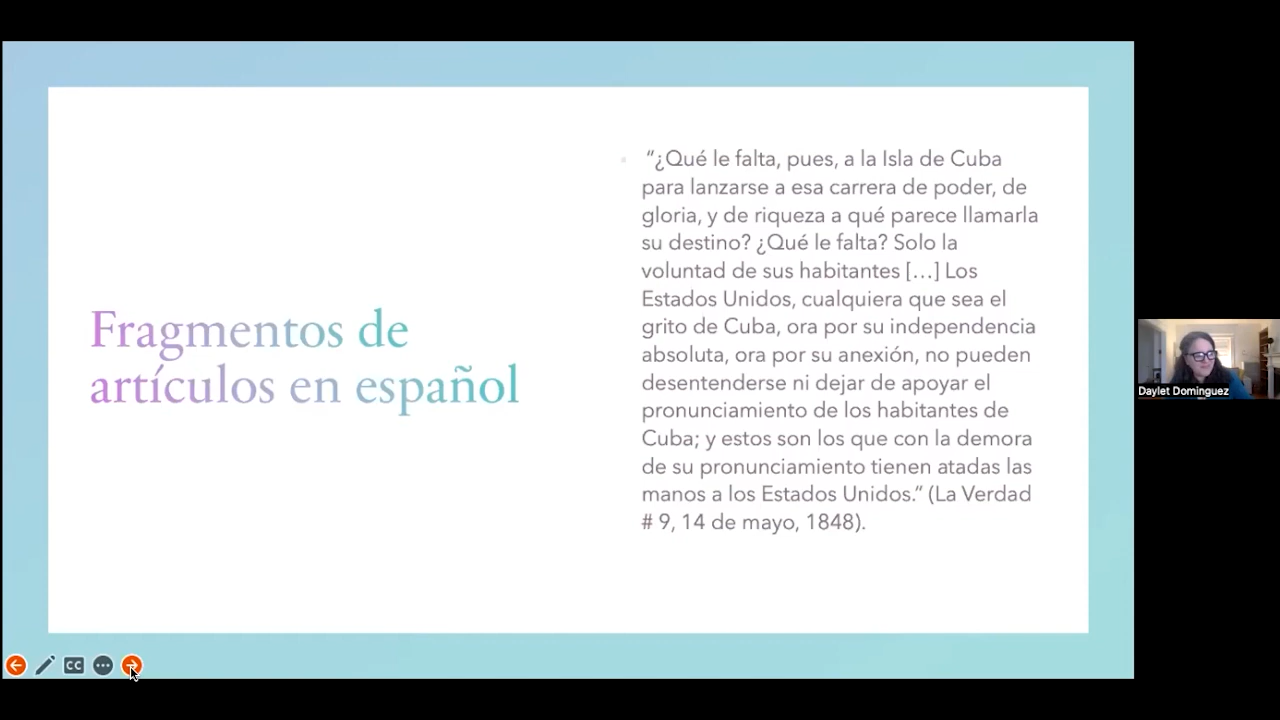 Fragmentos de
artículos en español
“¿Qué le falta, pues, a la Isla de Cuba
para lanzarse a esa carrera de poder, de
gloria, y de riqueza a qué parece llamarla
su destino? ¿Qué le falta? Solo la
voluntad de sus habitantes […] Los
Estados Unidos, cualquiera que sea el
grito de Cuba, ora por su independencia
absoluta, ora por su anexión, no pueden
desentenderse ni dejar de apoyar el
pronunciamiento de los habitantes de
Cuba; y estos son los que con la demora
de su pronunciamiento tienen atadas las
manos a los Estados Unidos.” (La Verdad
# 9, 14 de mayo, 1848).
Daylet Dominguez
CC